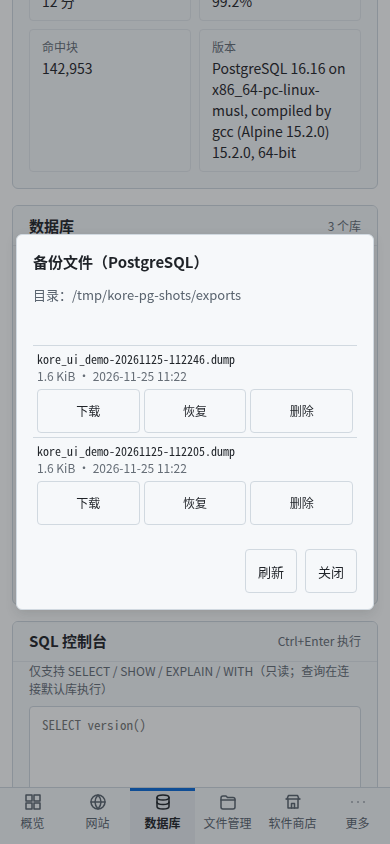 12 分
99.2%
命中块
142,953
版本
PostgreSQL 16.16 on
x86_64-pc-linux-
musl, compiled by
gcc (Alpine 15.2.0)
15.2.0, 64-bit
数据库
3 个库
备份文件（PostgreSQL）
目录：/tmp/kore-pg-shots/exports
kore_ui_demo-20261125-112246.dump
1.6 KiB · 2026-11-25 11:22
下载
恢复
删除
kore_ui_demo-20261125-112205.dump
1.6 KiB · 2026-11-25 11:22
下载
恢复
删除
刷新
关闭
SQL 控制台
Ctrl+Enter 执行
仅支持 SELECT / SHOW / EXPLAIN / WITH（只读；查询在连
接默认库执行）
SELECT version()
概览
网站
数据库
文件管理
软件商店
更多